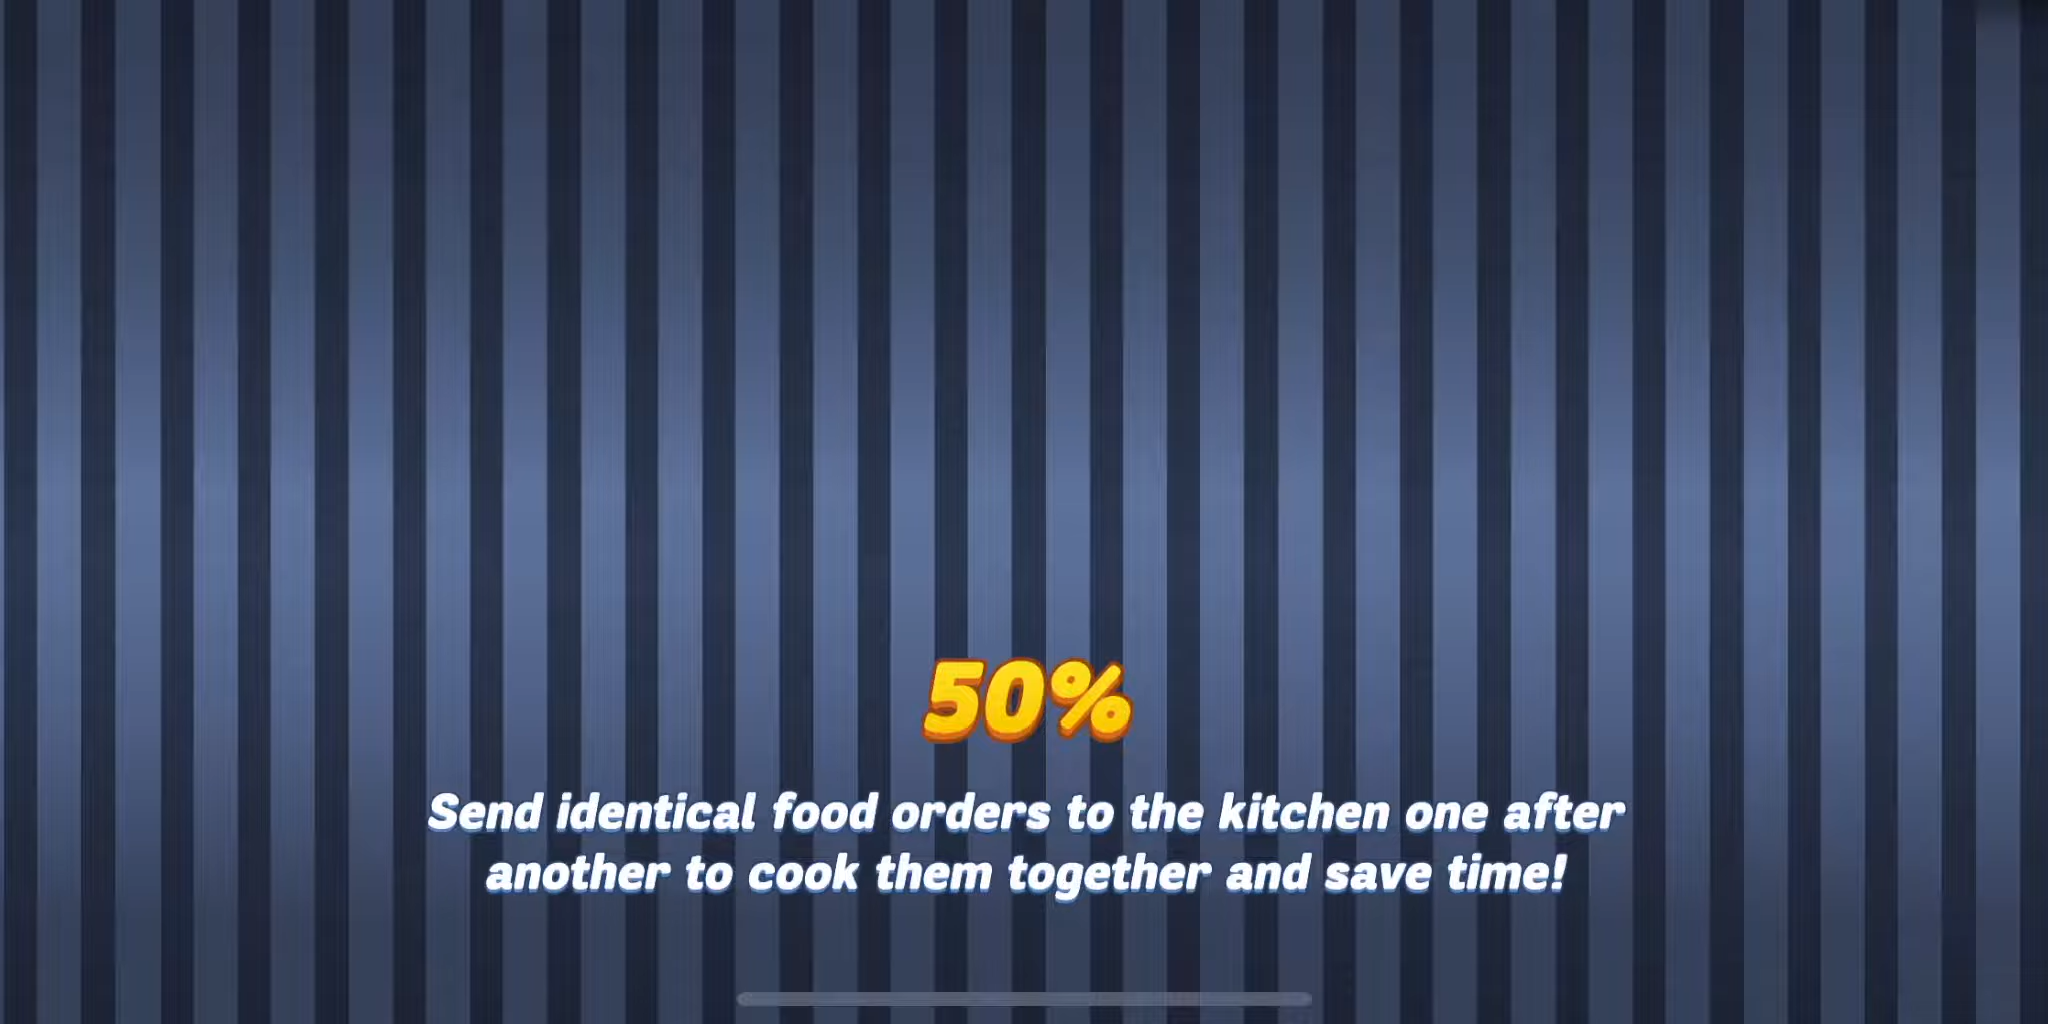 50%
Send identical food orders to the kitchen one after
another to cook them together and save time!